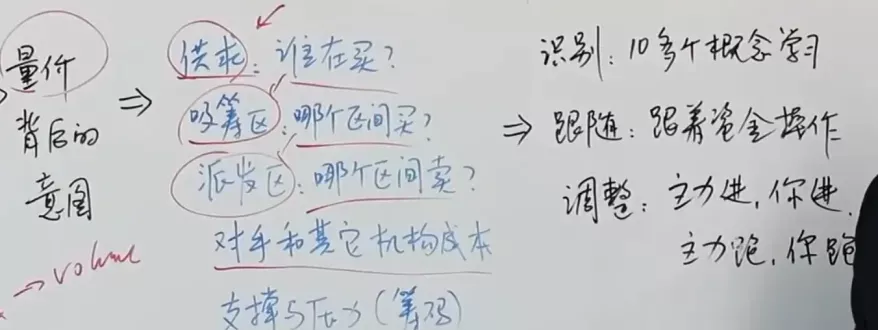 量价
背后的
意图
→volume
⇒
供求：谁在买？
吸筹区：哪个区间买？
派发区：哪个区间卖？
对手和其它机构成本
支撑与压力（筹码）
⇒
识别：10多个概念学习
跟随：跟着资金操作
调整：主力进，你进，
主力跑，你跑